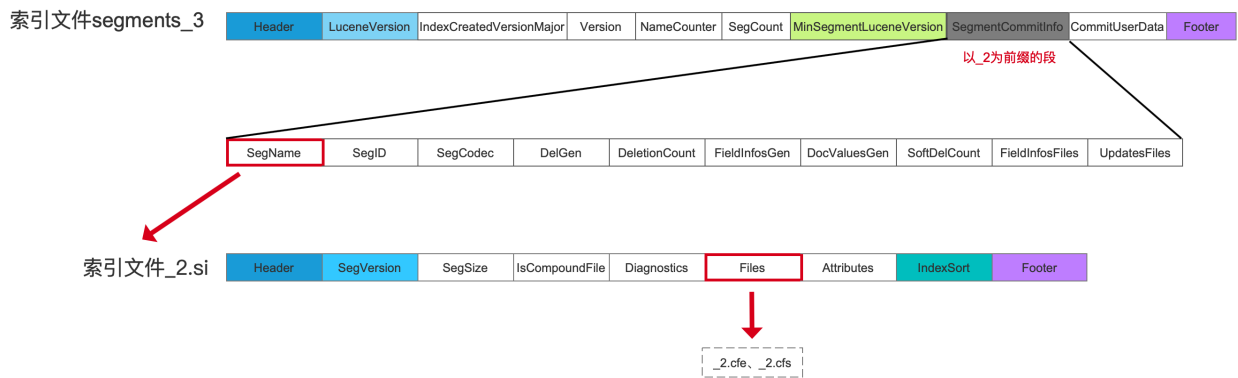 索引文件segments_3
Header LuceneVersion IndexCreatedVersionMajor Version NameCounter SegCount MinSegmentLuceneVersion SegmentCommitInfo CommitUserData Footer
以_2为前缀的段
SegName SegID SegCodec DelGen DeletionCount FieldInfosGen DocValuesGen SoftDelCount FieldInfosFiles UpdatesFiles
索引文件_2.si
Header SegVersion SegSize IsCompoundFile Diagnostics Files Attributes IndexSort Footer
_2.cfe、_2.cfs